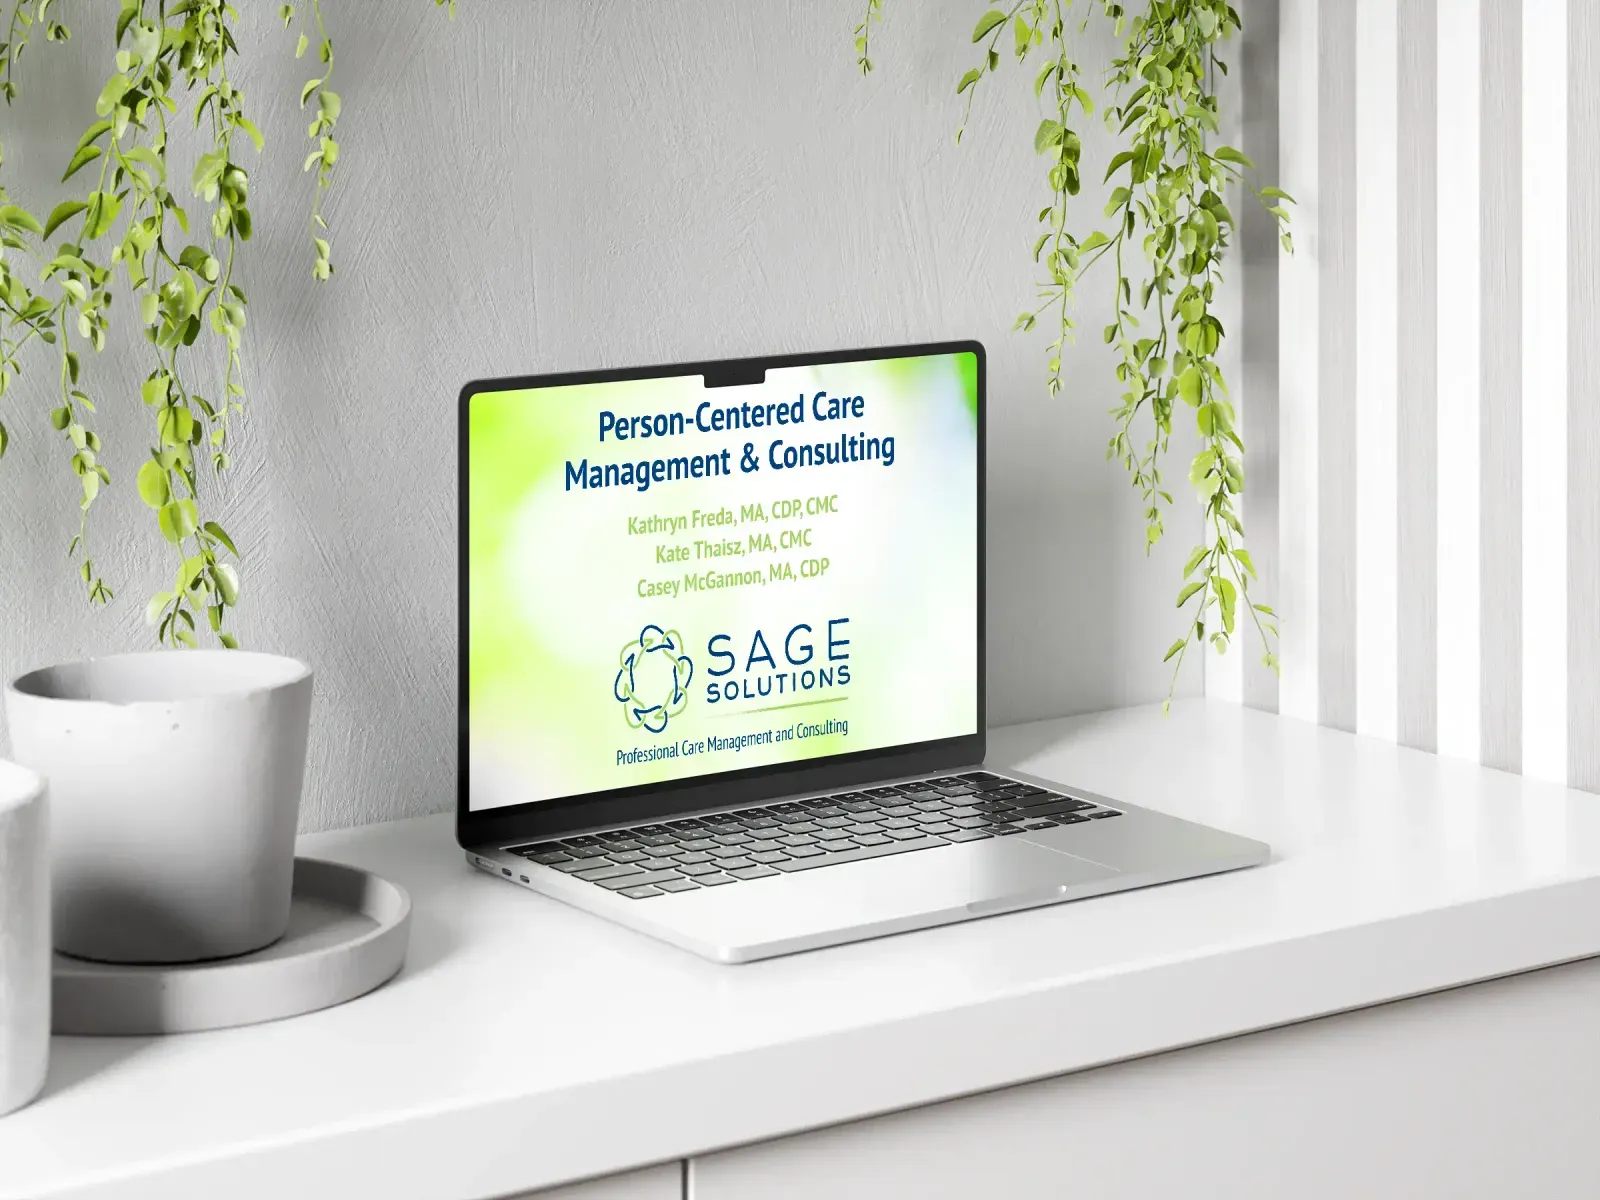 Person-Centered Care
Management & Consulting
Kathryn Freda, MA, CDP, CMC
Kate Thaisz, MA, CMC
Casey McGannon, MA, CDP
SAGE
SOLUTIONS
Professional Care Management and Consulting